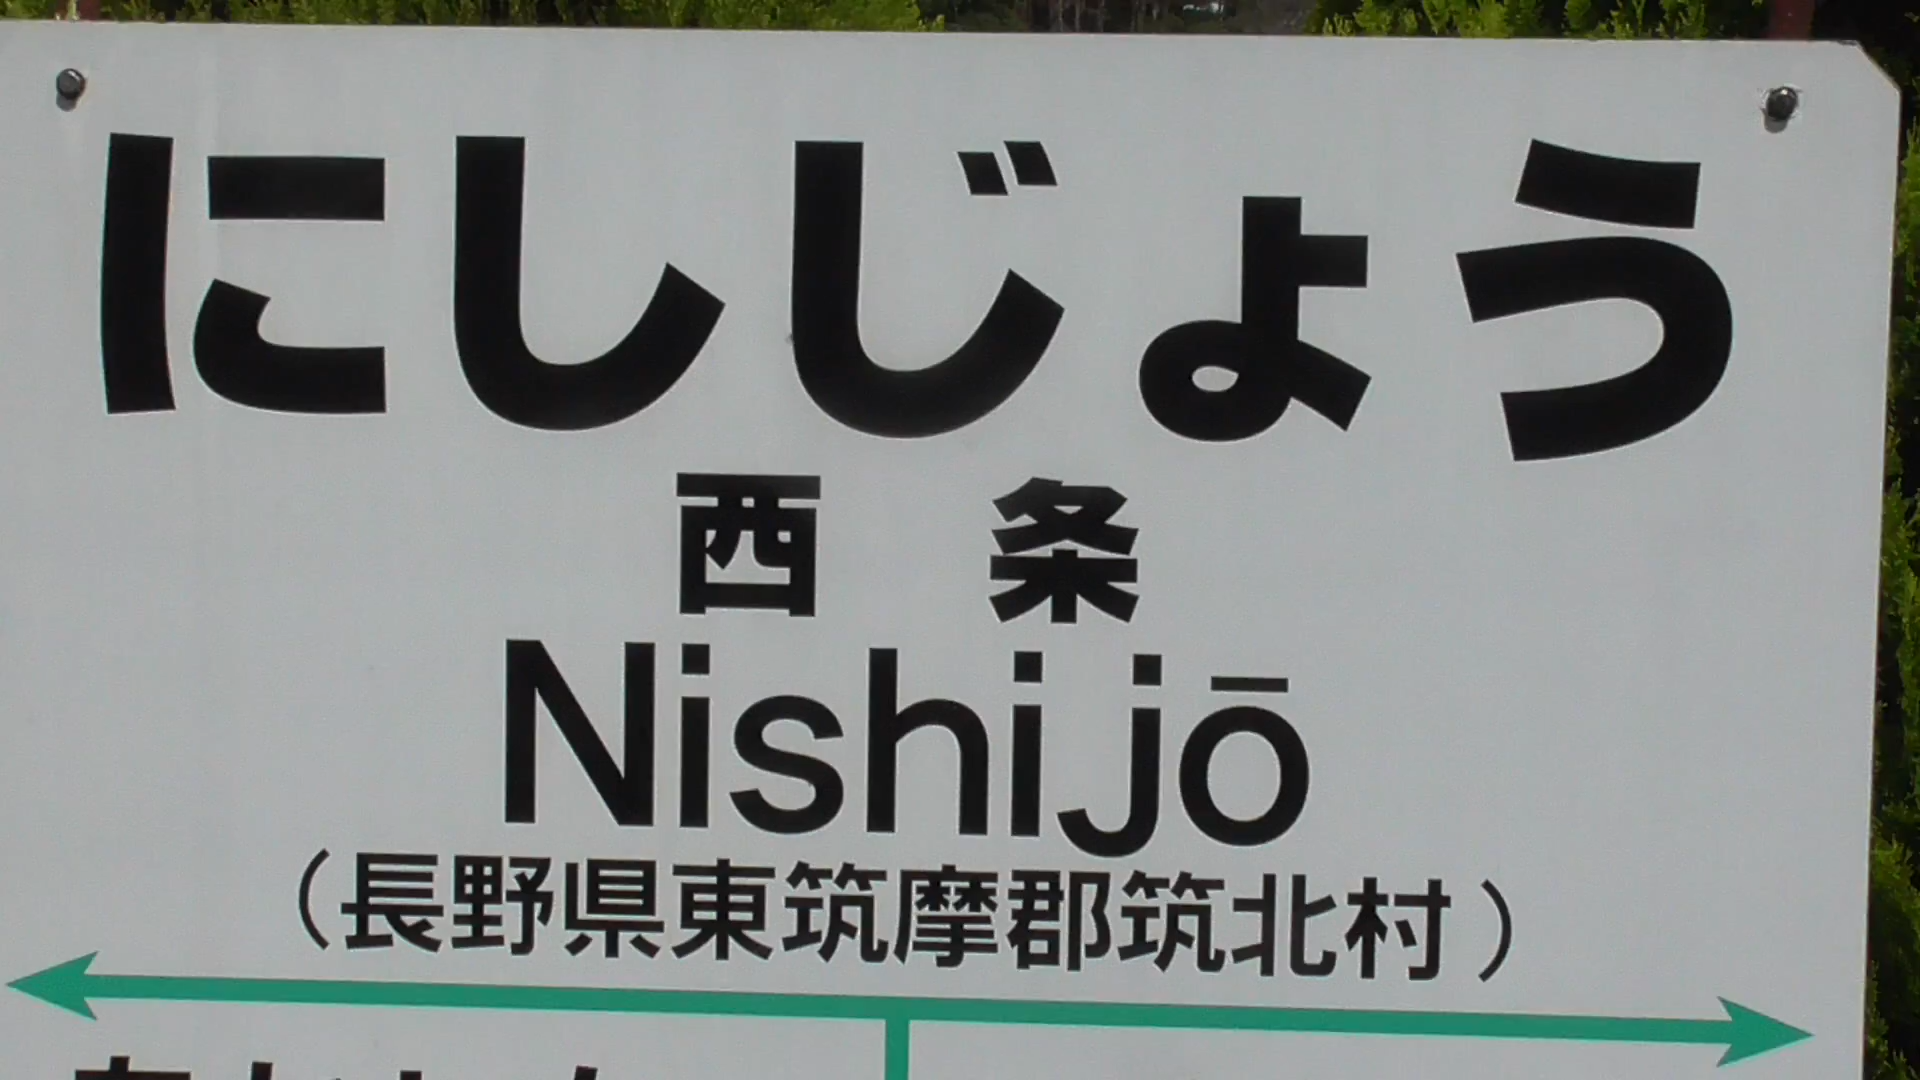 にしじょう
西条
Nishijō
（長野県東筑摩郡筑北村）